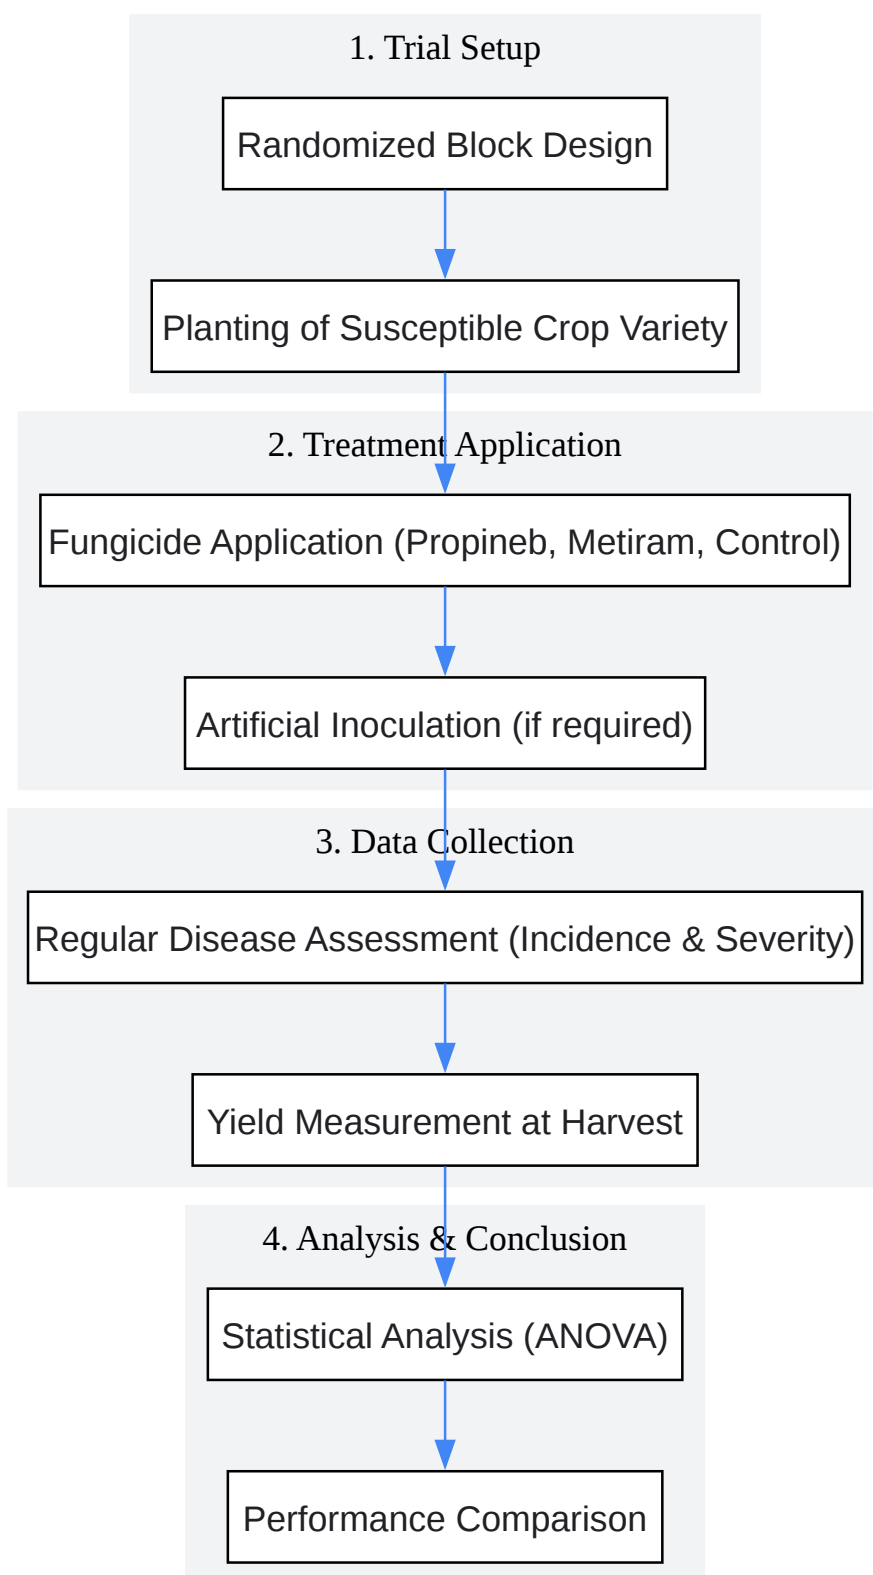 1. Trial Setup
Randomized Block Design
Planting of Susceptible Crop Variety
2. Treatment Application
Fungicide Application (Propineb, Metiram, Control)
Artificial Inoculation (if required)
3. Data Collection
Regular Disease Assessment (Incidence & Severity)
Yield Measurement at Harvest
4. Analysis & Conclusion
Statistical Analysis (ANOVA)
Performance Comparison